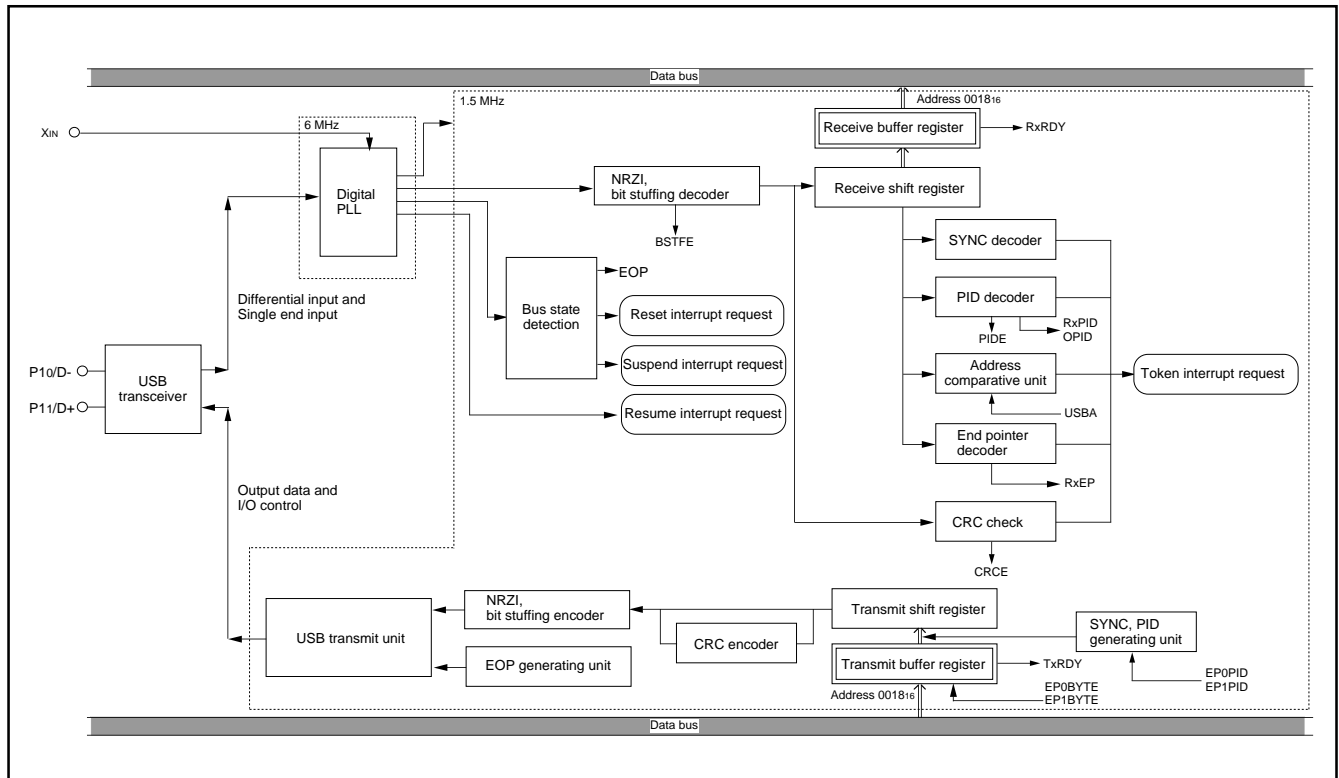 Data bus
1.5 MHz
Address 001816
XIN
6 MHz
Receive buffer register
RxRDY
Digital
PLL
NRZI,
bit stuffing decoder
Receive shift register
BSTFE
SYNC decoder
EOP
Differential input and
Single end input
Bus state
detection
Reset interrupt request
PID decoder
RxPID
OPID
PIDE
P10/D-
USB
transceiver
Suspend interrupt request
Address
comparative unit
Token interrupt request
P11/D+
Resume interrupt request
USBA
End pointer
decoder
RxEP
Output data and
I/O control
CRC check
CRCE
NRZI,
bit stuffing encoder
Transmit shift register
USB transmit unit
CRC encoder
SYNC, PID
generating unit
EOP generating unit
Transmit buffer register
TxRDY
Address 001816
EP0BYTE
EP1BYTE
EP0PID
EP1PID
Data bus